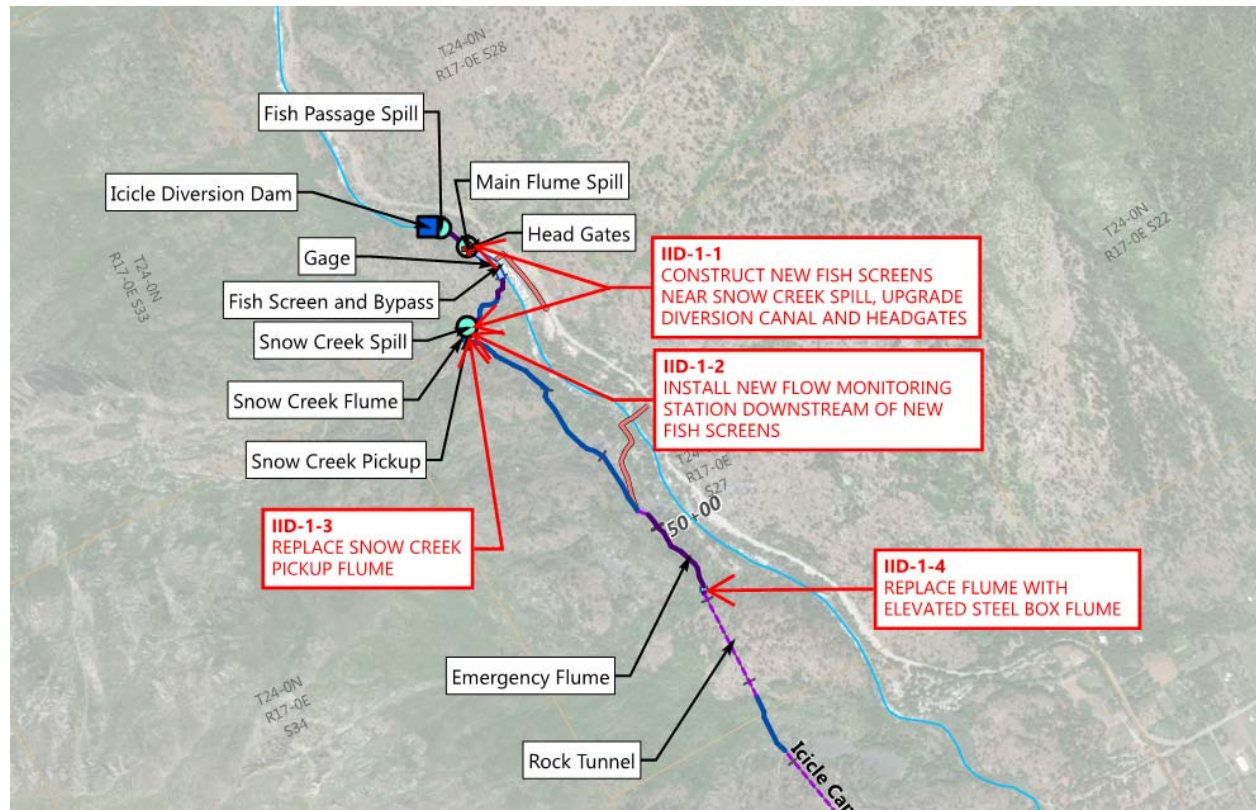 T24-0N
R17-0E S28
Fish Passage Spill
Main Flume Spill
Icicle Diversion Dam
Head Gates
T24-0N
R17-0E S22
Gage
T24-0N
R17-0E
S33
Fish Screen and Bypass
IID-1-1
CONSTRUCT NEW FISH SCREENS
NEAR SNOW CREEK SPILL, UPGRADE
DIVERSION CANAL AND HEADGATES
Snow Creek Spill
IID-1-2
INSTALL NEW FLOW MONITORING
STATION DOWNSTREAM OF NEW
FISH SCREENS
Snow Creek Flume
Snow Creek Pickup
T24-0N
R17-0E
S27
50+00
IID-1-3
REPLACE SNOW CREEK
PICKUP FLUME
IID-1-4
REPLACE FLUME WITH
ELEVATED STEEL BOX FLUME
Emergency Flume
T24-0N
R17-0E
S34
Rock Tunnel
Icicle